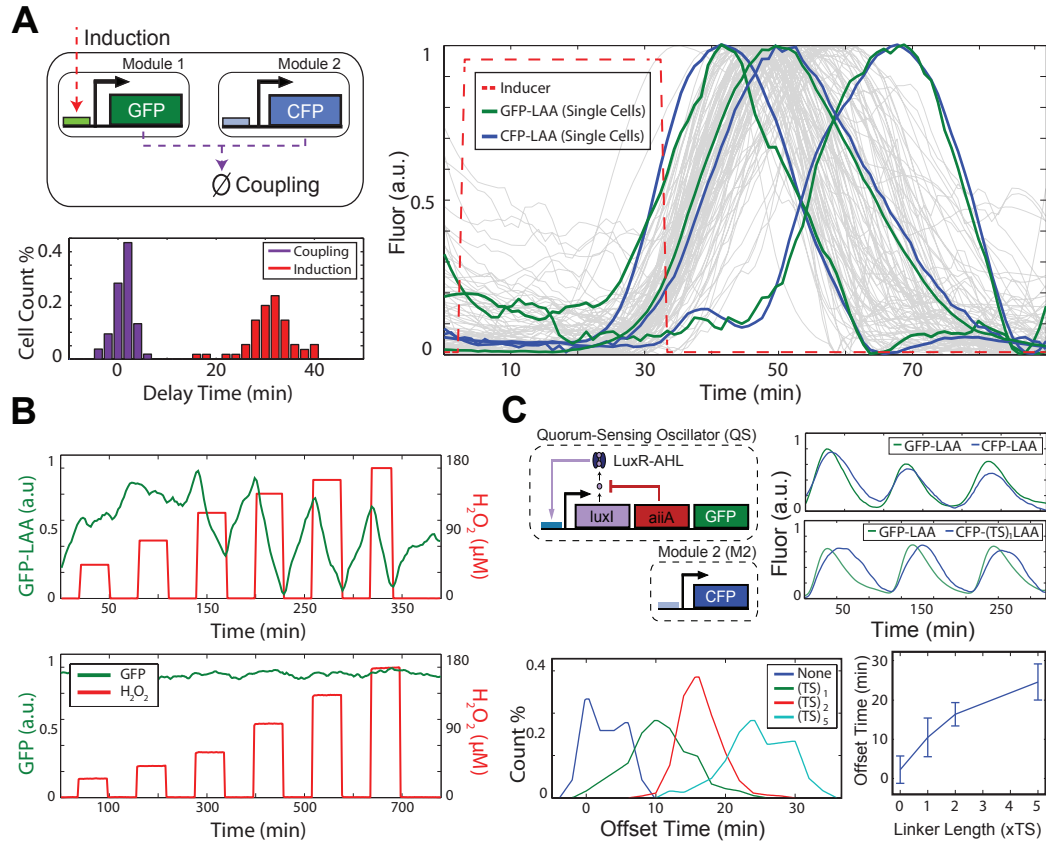 A
Induction
Module 1
Module 2
GFP
CFP
Ø Coupling
Cell Count %
0.4
0.2
0
Coupling
Induction
0 20 40
Delay Time (min)
Fluor (a.u.)
1
0.5
0
Inducer
GFP-LAA (Single Cells)
CFP-LAA (Single Cells)
10 30 50 70
Time (min)
B
GFP-LAA (a.u)
1
0.5
0
180
90
0
H₂O₂ (µM)
50 150 250 350
Time (min)
GFP (a.u.)
1
0.5
0
GFP
H₂O₂
180
90
0
H₂O₂ (µM)
100 300 500 700
Time (min)
C
Quorum-Sensing Oscillator (QS)
LuxR-AHL
luxI
aiiA
GFP
Module 2 (M2)
CFP
Fluor (a.u.)
1
0.5
0
GFP-LAA
CFP-LAA
1
0.5
0
GFP-LAA
CFP-(TS)₁LAA
50 150 250
Time (min)
Count %
0.4
0.2
0
None
(TS)₁
(TS)₂
(TS)₅
0 10 20 30
Offset Time (min)
Offset Time (min)
30
20
10
0
0 1 2 5
Linker Length (xTS)